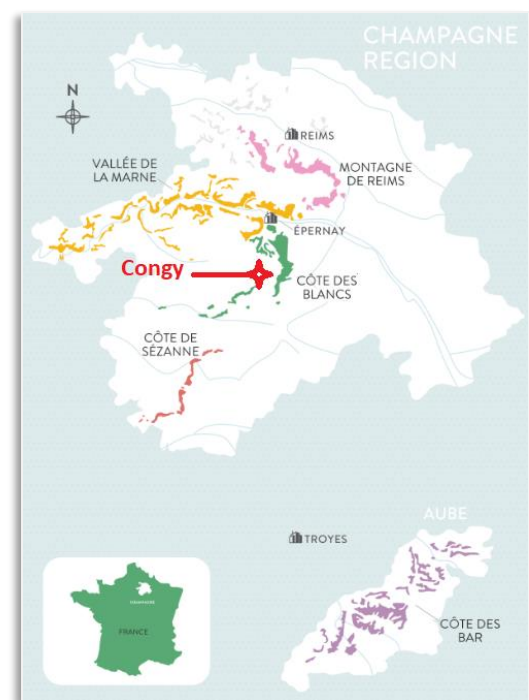 CHAMPAGNE
REGION
N
REIMS
VALLÉE DE
LA MARNE
MONTAGNE
DE REIMS
ÉPERNAY
Congy
CÔTE DES
BLANCS
CÔTE DE
SÉZANNE
AUBE
TROYES
CHAMPAGNE
FRANCE
CÔTE DES
BAR